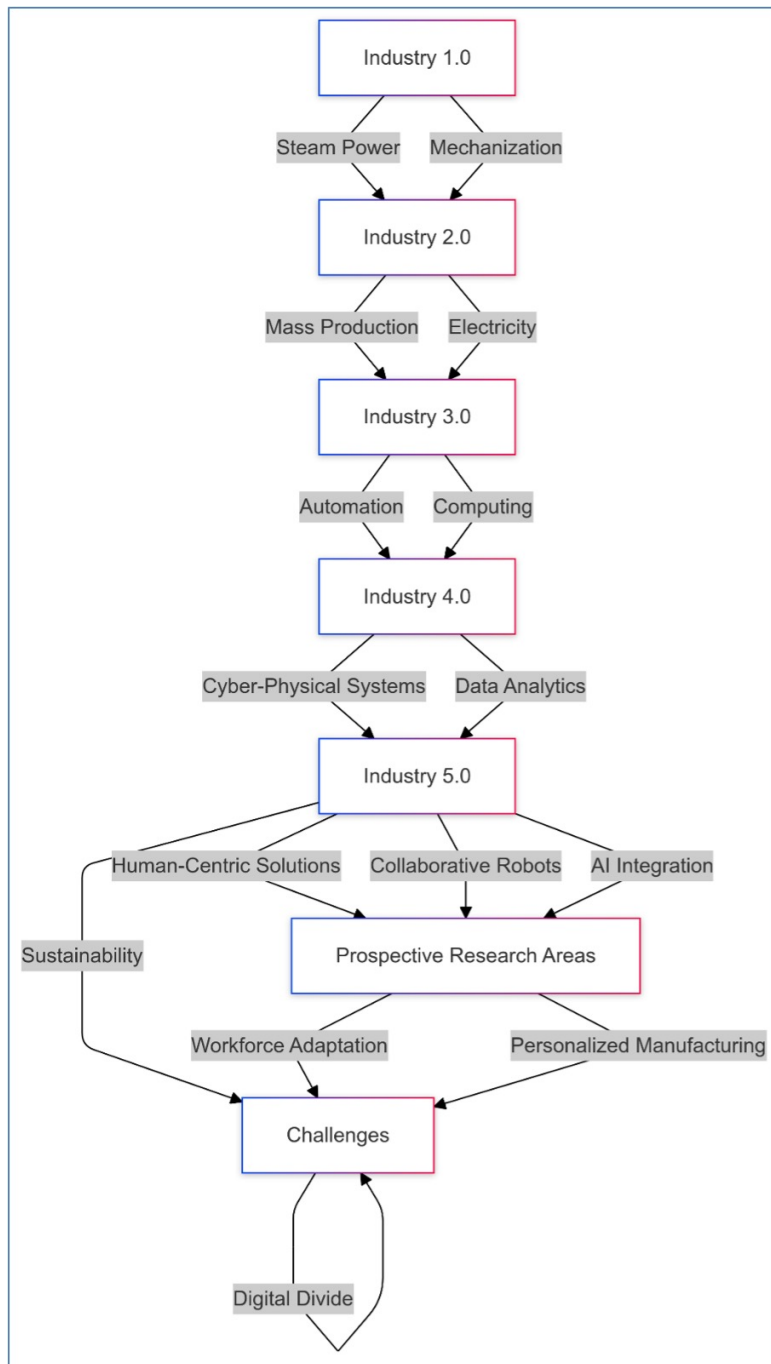 Industry 1.0
Steam Power
Mechanization
Industry 2.0
Mass Production
Electricity
Industry 3.0
Automation
Computing
Industry 4.0
Cyber-Physical Systems
Data Analytics
Industry 5.0
Human-Centric Solutions
Collaborative Robots
AI Integration
Sustainability
Prospective Research Areas
Workforce Adaptation
Personalized Manufacturing
Challenges
Digital Divide